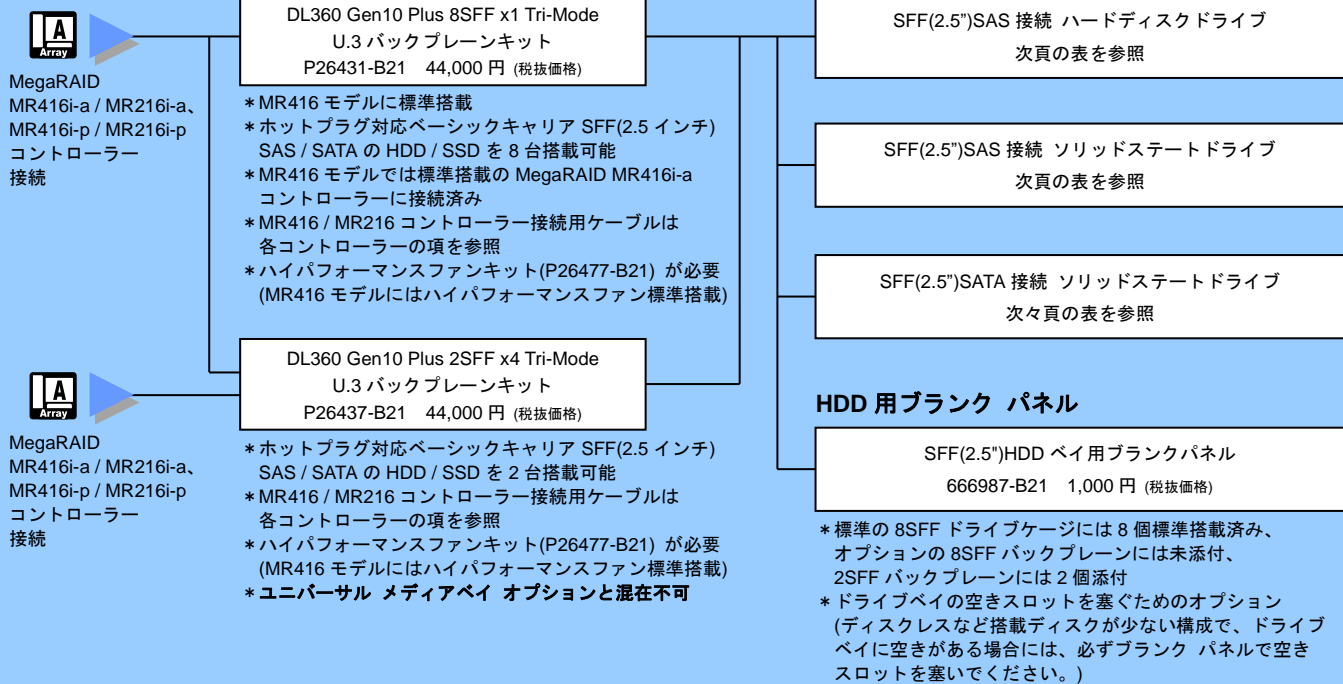 A
Array
MegaRAID
MR416i-a / MR216i-a、
MR416i-p / MR216i-p
コントローラー
接続
DL360 Gen10 Plus 8SFF x1 Tri-Mode
U.3 バックプレーンキット
P26431-B21 44,000 円 (税抜価格)
＊MR416 モデルに標準搭載
＊ホットプラグ対応ベーシックキャリア SFF(2.5 インチ)
SAS / SATA の HDD / SSD を 8 台搭載可能
＊MR416 モデルでは標準搭載の MegaRAID MR416i-a
コントローラーに接続済み
＊MR416 / MR216 コントローラー接続用ケーブルは
各コントローラーの項を参照
＊ハイパフォーマンスファンキット(P26477-B21) が必要
(MR416 モデルにはハイパフォーマンスファン標準搭載)
A
Array
MegaRAID
MR416i-a / MR216i-a、
MR416i-p / MR216i-p
コントローラー
接続
DL360 Gen10 Plus 2SFF x4 Tri-Mode
U.3 バックプレーンキット
P26437-B21 44,000 円 (税抜価格)
＊ホットプラグ対応ベーシックキャリア SFF(2.5 インチ)
SAS / SATA の HDD / SSD を 2 台搭載可能
＊MR416 / MR216 コントローラー接続用ケーブルは
各コントローラーの項を参照
＊ハイパフォーマンスファンキット(P26477-B21) が必要
(MR416 モデルにはハイパフォーマンスファン標準搭載)
＊ユニバーサル メディアベイ オプションと混在不可
SFF(2.5”)SAS 接続 ハードディスクドライブ
次頁の表を参照
SFF(2.5”)SAS 接続 ソリッドステートドライブ
次頁の表を参照
SFF(2.5”)SATA 接続 ソリッドステートドライブ
次々頁の表を参照
HDD 用ブランク パネル
SFF(2.5")HDD ベイ用ブランクパネル
666987-B21 1,000 円 (税抜価格)
＊標準の 8SFF ドライブケージには 8 個標準搭載済み、
オプションの 8SFF バックプレーンには未添付、
2SFF バックプレーンには 2 個添付
＊ドライブベイの空きスロットを塞ぐためのオプション
(ディスクレスなど搭載ディスクが少ない構成で、ドライブ
ベイに空きがある場合には、必ずブランク パネルで空き
スロットを塞いでください。)